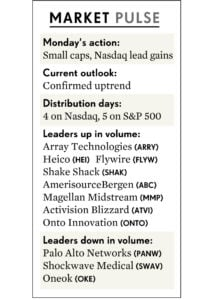 MARKET PULSE
Monday's action:
Small caps, Nasdaq lead gains
Current outlook:
Confirmed uptrend
Distribution days:
4 on Nasdaq, 5 on S&P 500
Leaders up in volume:
Array Technologies (ARRY)
Heico (HEI) Flywire (FLYW)
Shake Shack (SHAK)
AmerisourceBergen (ABC)
Magellan Midstream (MMP)
Activision Blizzard (ATVI)
Onto Innovation (ONTO)
Leaders down in volume:
Palo Alto Networks (PANW)
Shockwave Medical (SWAV)
Oneok (OKE)